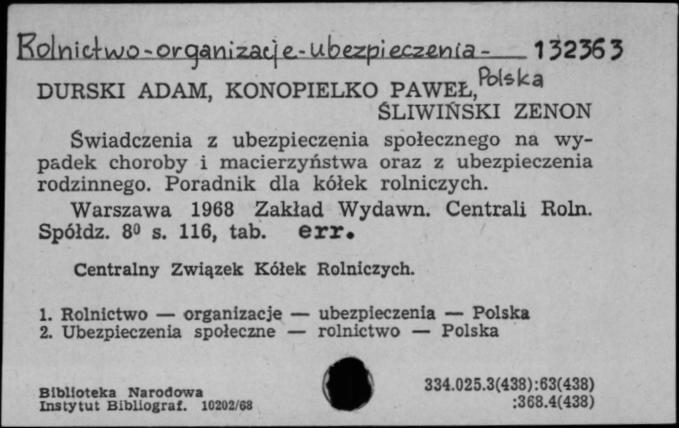 Rolnictwo-organizacje-ubezpieczenia- 132363
Polska
DURSKI ADAM, KONOPIELKO PAWEŁ,
ŚLIWIŃSKI ZENON
Świadczenia z ubezpieczenia społecznego na wy-
padek choroby i macierzyństwa oraz z ubezpieczenia
rodzinnego. Poradnik dla kółek rolniczych.
Warszawa 1968 Zakład Wydawn. Centrali Roln.
Spółdz. 8⁰ s. 116, tab. err.
Centralny Związek Kółek Rolniczych.
1. Rolnictwo — organizacje — ubezpieczenia — Polska
2. Ubezpieczenia społeczne — rolnictwo — Polska
Biblioteka Narodowa 334.025.3(438):63(438)
Instytut Bibliograf. 10202/68 :368.4(438)